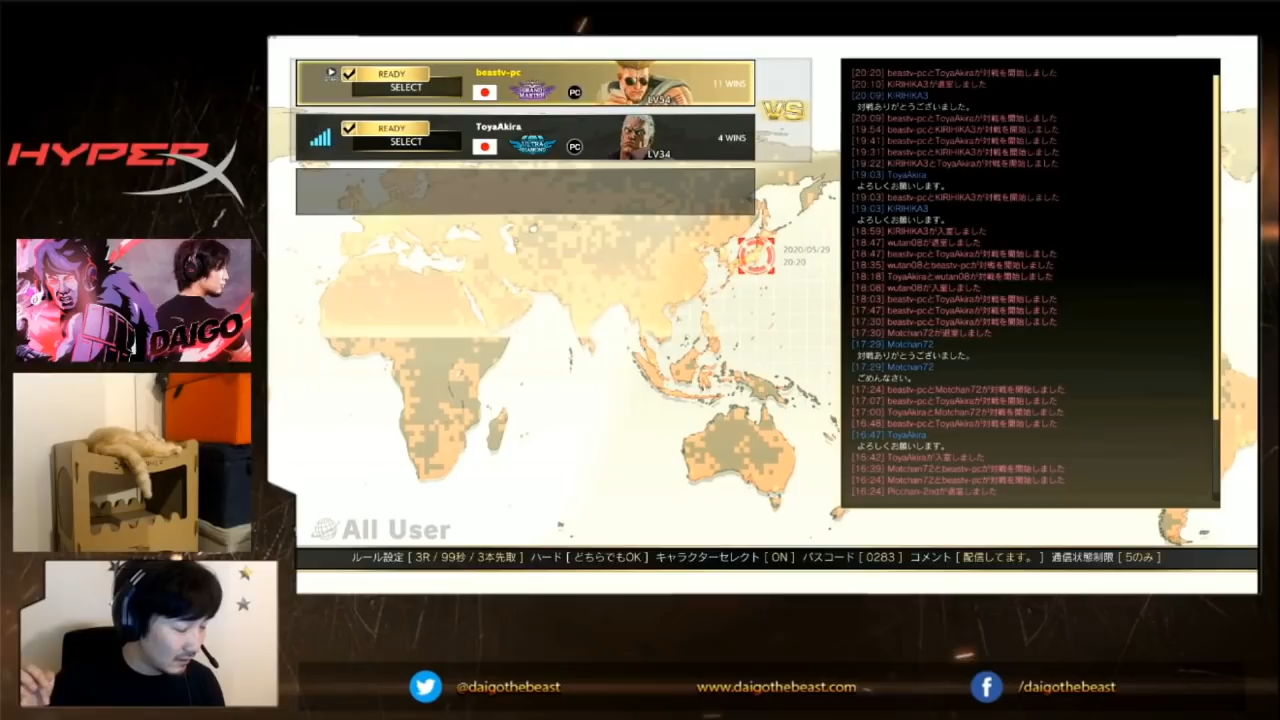 READY
SELECT
beastv-pc
GRAND MASTER
PC
LV54
11 WINS
VS
READY
SELECT
ToyaAkira
ULTRA DIAMOND
PC
LV34
4 WINS
HYPERX
DAIGO
2020/05/29
20:20
[20:20] beastv-pcとToyaAkiraが対戦を開始しました
[20:10] KIRIHIKA3が退室しました
[20:09] KIRIHIKA3
対戦ありがとうございました。
[20:09] beastv-pcとToyaAkiraが対戦を開始しました
[19:54] beastv-pcとKIRIHIKA3が対戦を開始しました
[19:41] beastv-pcとToyaAkiraが対戦を開始しました
[19:31] beastv-pcとKIRIHIKA3が対戦を開始しました
[19:22] KIRIHIKA3とToyaAkiraが対戦を開始しました
[19:03] ToyaAkira
よろしくお願いします。
[19:03] beastv-pcとKIRIHIKA3が対戦を開始しました
[19:03] KIRIHIKA3
よろしくお願いします。
[18:59] KIRIHIKA3が入室しました
[18:47] wutan08が退室しました
[18:47] beastv-pcとToyaAkiraが対戦を開始しました
[18:35] wutan08とbeastv-pcが対戦を開始しました
[18:18] ToyaAkiraとwutan08が対戦を開始しました
[18:08] wutan08が入室しました
[18:03] beastv-pcとToyaAkiraが対戦を開始しました
[17:47] beastv-pcとToyaAkiraが対戦を開始しました
[17:30] beastv-pcとToyaAkiraが対戦を開始しました
[17:30] Motchan72が退室しました
[17:29] Motchan72
対戦ありがとうございました。
[17:29] Motchan72
ごめんなさい。
[17:24] beastv-pcとMotchan72が対戦を開始しました
[17:07] beastv-pcとToyaAkiraが対戦を開始しました
[17:00] ToyaAkiraとMotchan72が対戦を開始しました
[16:48] beastv-pcとToyaAkiraが対戦を開始しました
[16:47] ToyaAkira
よろしくお願いします。
[16:42] ToyaAkiraが入室しました
[16:39] Motchan72とbeastv-pcが対戦を開始しました
[16:24] Motchan72とbeastv-pcが対戦を開始しました
[16:24] Picchan-2ndが退室しました
All User
ルール設定 [ 3R / 99秒 / 3本先取 ] ハード [ どちらでもOK ] キャラクターセレクト [ ON ] パスコード [ 0283 ] コメント [ 配信してます。 ] 通信状態制限 [ 5のみ ]
@daigothebeast
www.daigothebeast.com
/daigothebeast